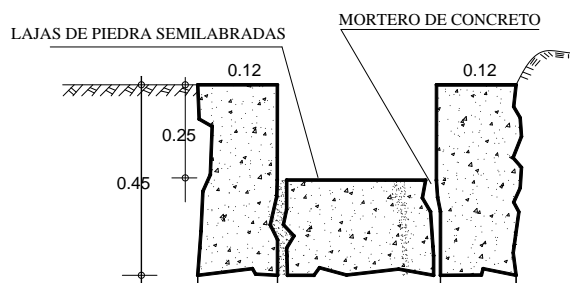 MORTERO DE CONCRETO
LAJAS DE PIEDRA SEMILABRADAS
0.12
0.12
0.25
0.45